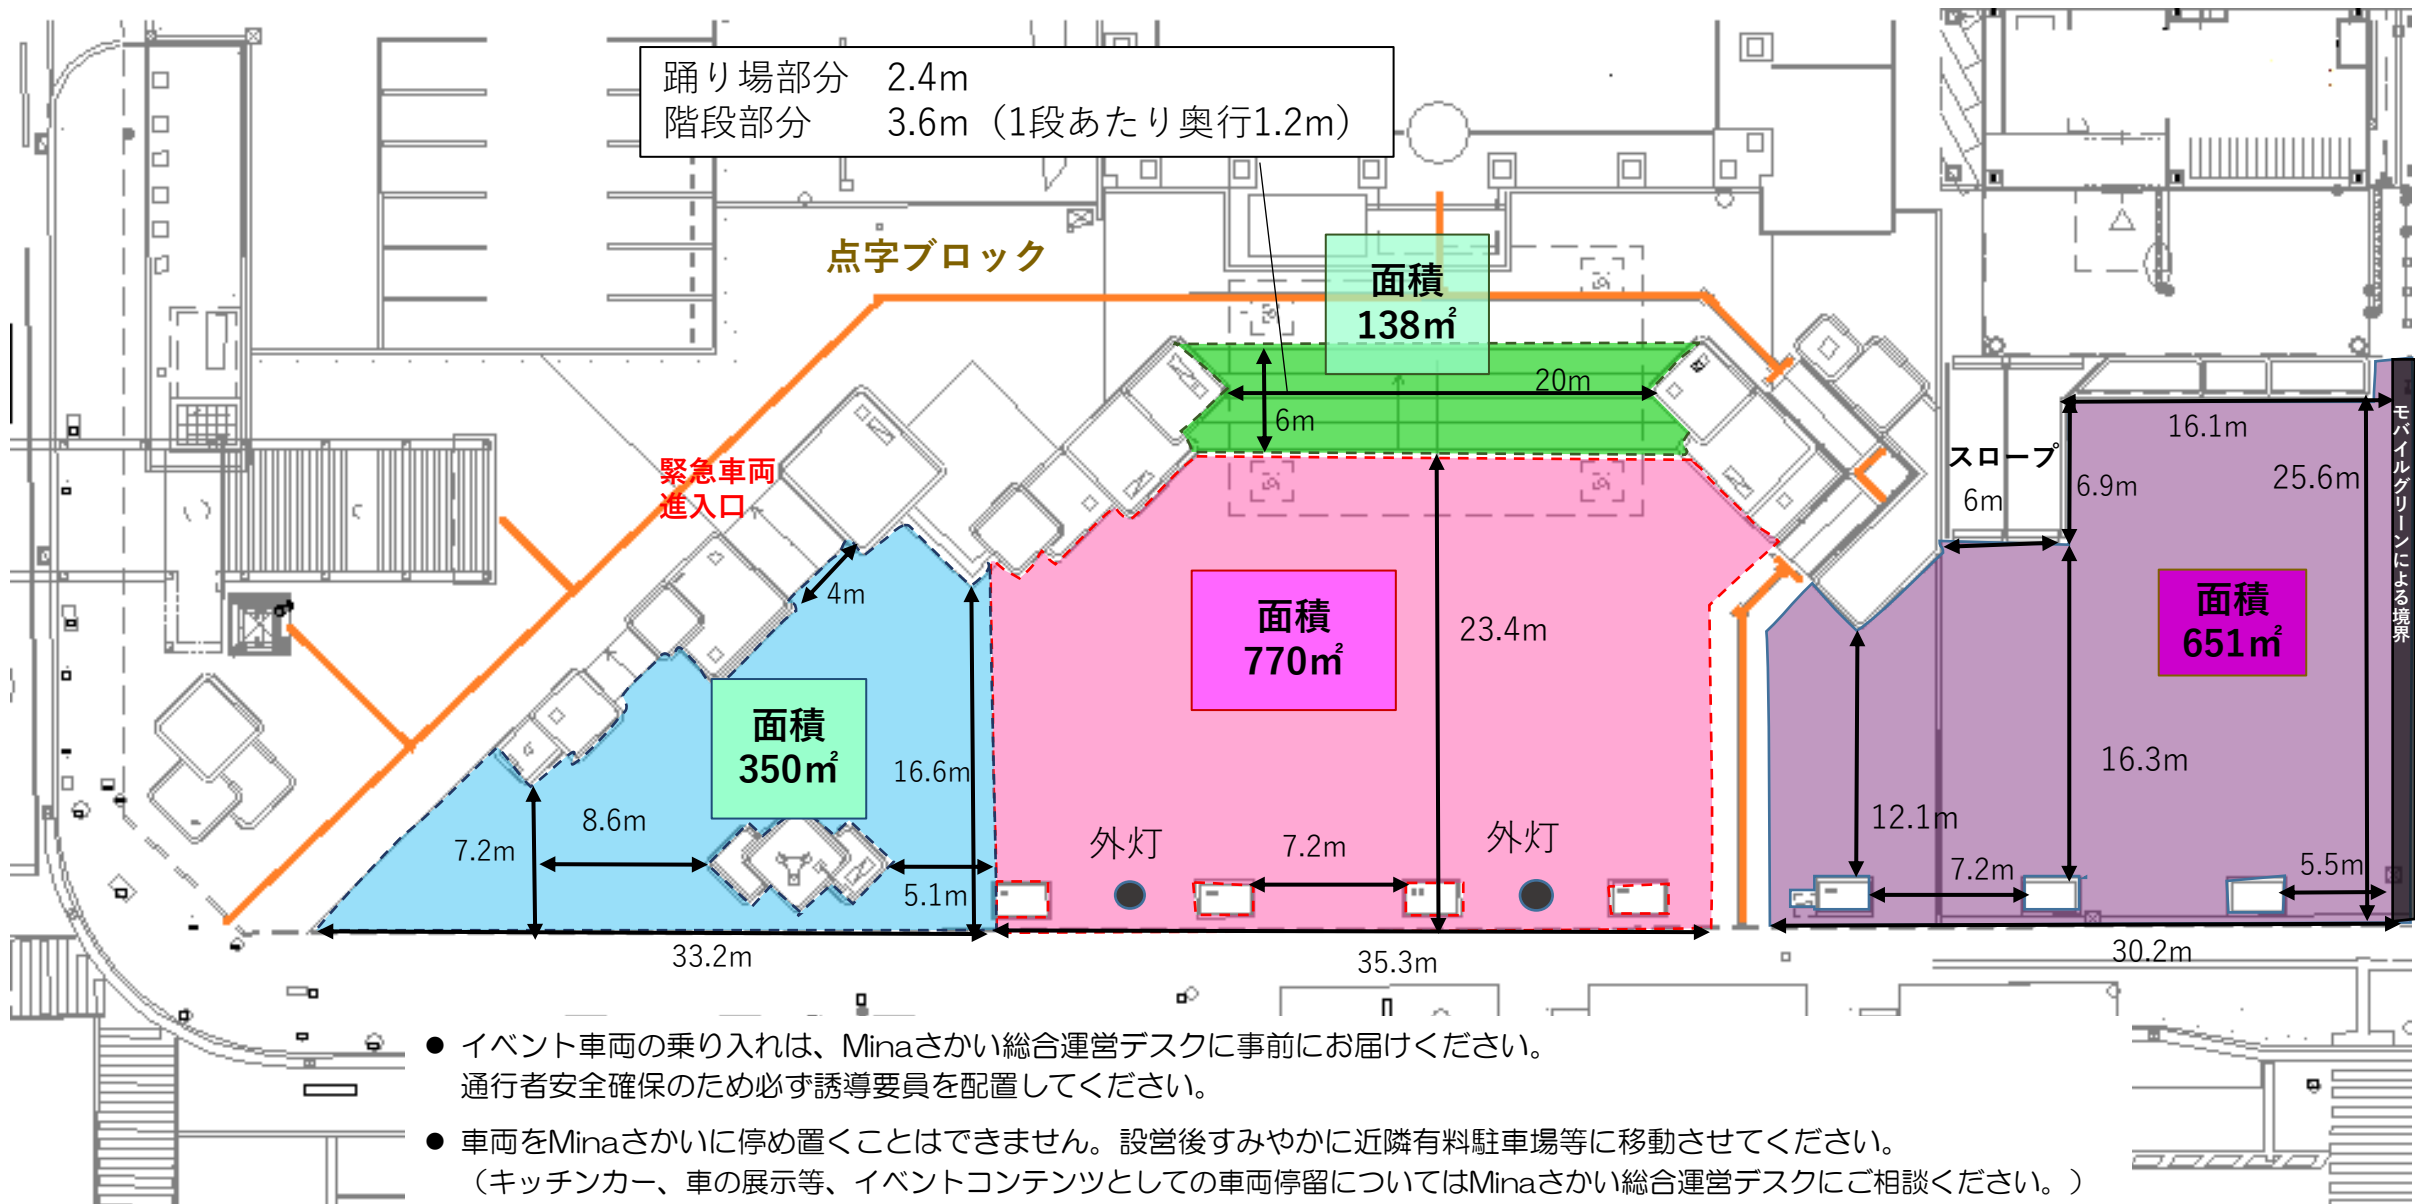 踊り場部分　2.4m
階段部分　　3.6m（1段あたり奥行1.2m）
点字ブロック
面積
138㎡
20m
6m
緊急車両
進入口
4m
スロープ
6m
6.9m
16.1m
25.6m
モバイルグリーンによる境界
面積
350㎡
面積
770㎡
23.4m
面積
651㎡
16.6m
8.6m
7.2m
5.1m
外灯
7.2m
外灯
12.1m
16.3m
7.2m
5.5m
33.2m
35.3m
30.2m
● イベント車両の乗り入れは、Minaさかい総合運営デスクに事前にお届けください。
通行者安全確保のため必ず誘導要員を配置してください。
● 車両をMinaさかいに停め置くことはできません。設営後すみやかに近隣有料駐車場等に移動させてください。
（キッチンカー、車の展示等、イベントコンテンツとしての車両停留についてはMinaさかい総合運営デスクにご相談ください。）